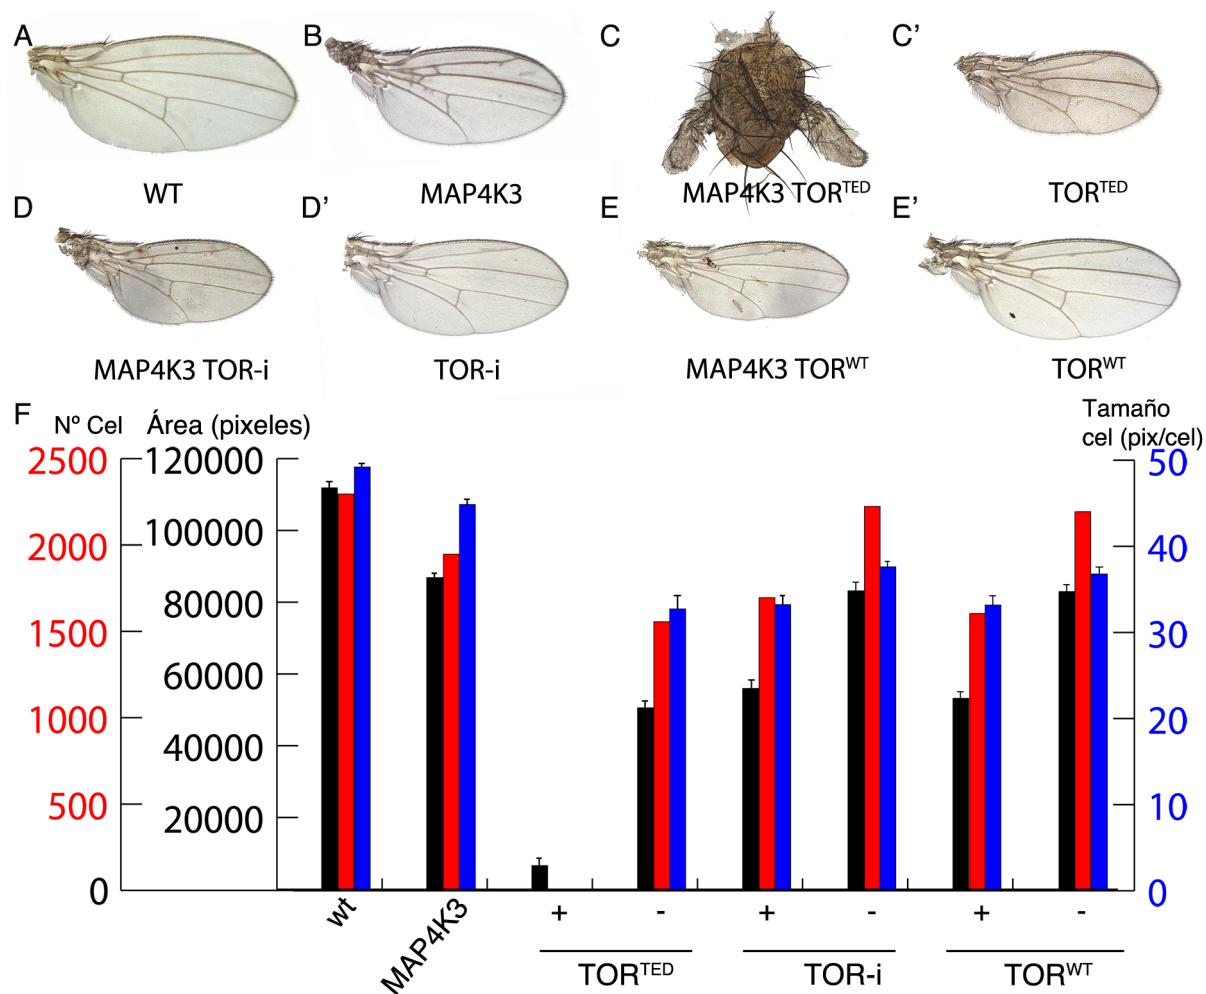 A B C C’
WT MAP4K3 MAP4K3 TORTED TORTED
D D’ E E’
MAP4K3 TOR-i TOR-i MAP4K3 TORWT TORWT
F Nº Cel Área (pixeles) Tamaño
cel (pix/cel)
2500 120000 50
100000
2000 40
80000
1500 30
60000
1000 20
40000
500 10
20000
0 0
wt MAP4K3 + - + - + -
TORTED TOR-i TORWT